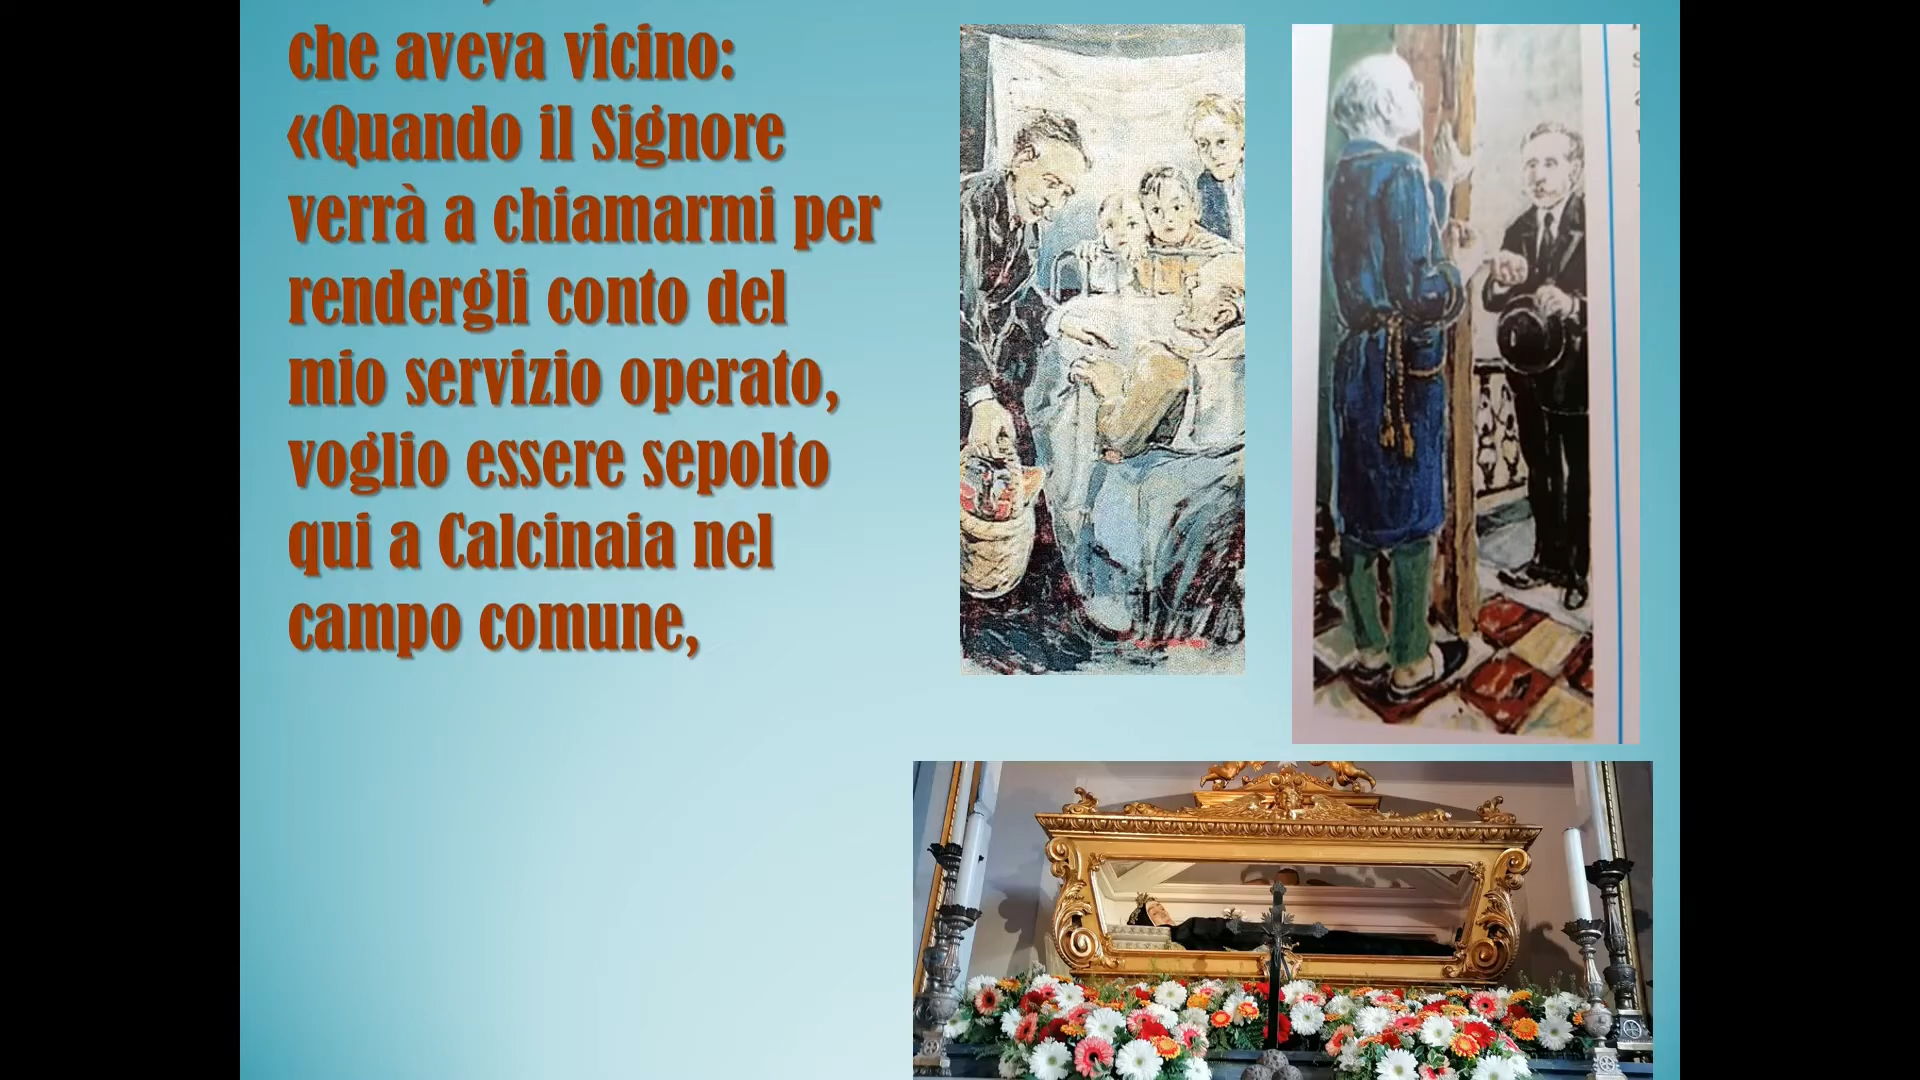 che aveva vicino:
«Quando il Signore
verrà a chiamarmi per
rendergli conto del
mio servizio operato,
voglio essere sepolto
qui a Calcinaia nel
campo comune,